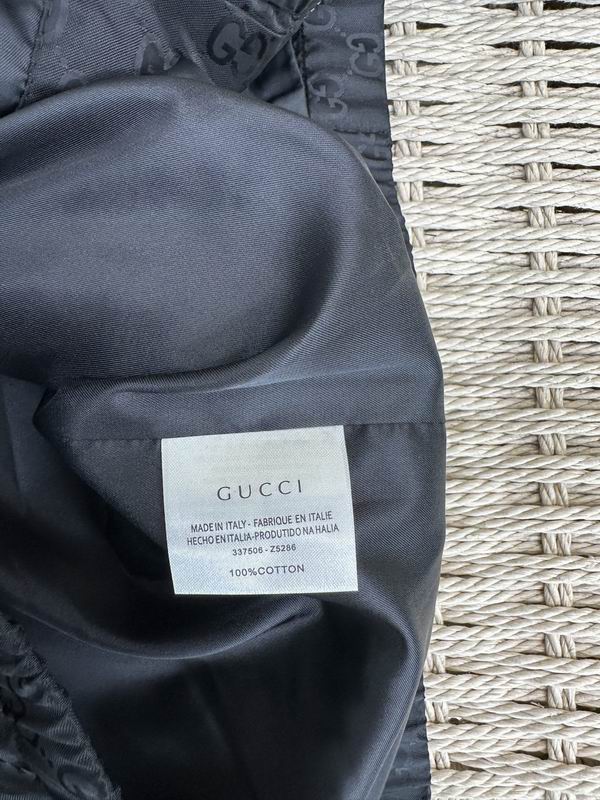 GUCCI
MADE IN ITALY - FABRIQUE EN ITALIE
HECHO EN ITALIA-PRODUTIDO NA HALIA
337506 - Z5286
100%COTTON